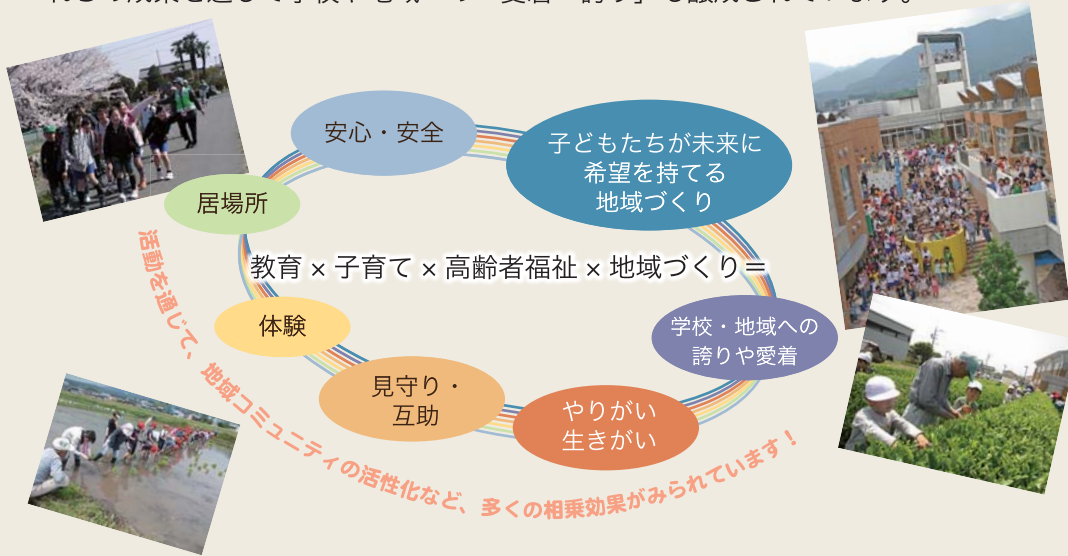 安心・安全
子どもたちが未来に
希望を持てる
地域づくり
居場所
教育×子育て×高齢者福祉×地域づくり＝
体験
学校・地域への
誇りや愛着
見守り・
互助
やりがい
生きがい
活動を通じて、地域コミュニティの活性化など、多くの相乗効果がみられています！